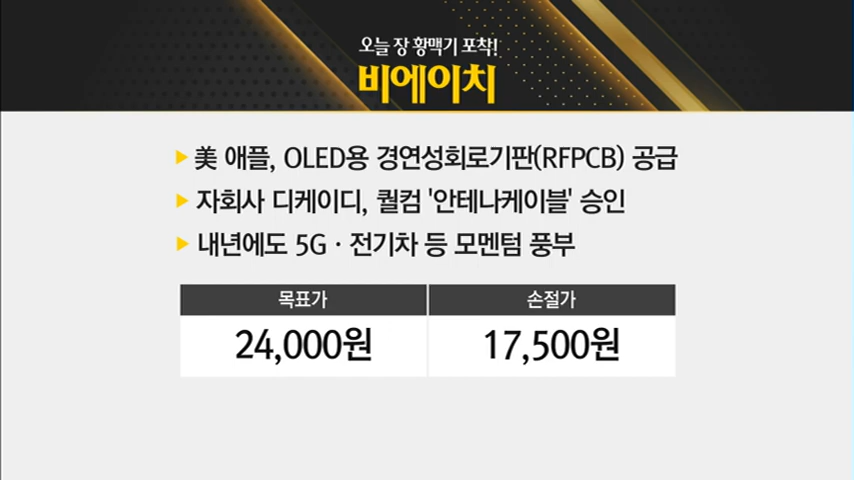 오늘 장 황맥기 포착!
비에이치
▶ 美 애플, OLED용 경연성회로기판(RFPCB) 공급
▶ 자회사 디케이디, 퀄컴 '안테나케이블' 승인
▶ 내년에도 5G · 전기차 등 모멘텀 풍부
목표가 손절가
24,000원 17,500원